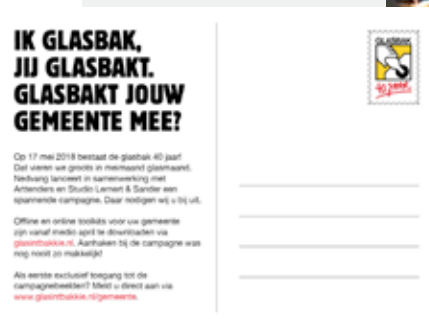 IK GLASBAK,
JIJ GLASBAKT.
GLASBAKT JOUW
GEMEENTE MEE?
Op 17 mei 2018 bestaat de glasbak 40 jaar!
Dat vieren we groots in meimaand glasmaand.
Nedvang lanceert in samenwerking met
Arttenders en Studio Lernert & Sander een
spannende campagne. Daar nodigen wij u bij uit.
Offline en online toolkits voor uw gemeente
zijn vanaf medio april te downloaden via
glasintbakkie.nl. Aanhaken bij de campagne was
nog nooit zo makkelijk!
Als eerste exclusief toegang tot de
campagnebeelden? Meld u direct aan via
www.glasintbakkie.nl/gemeente.
GLASBAK
40 jaar!